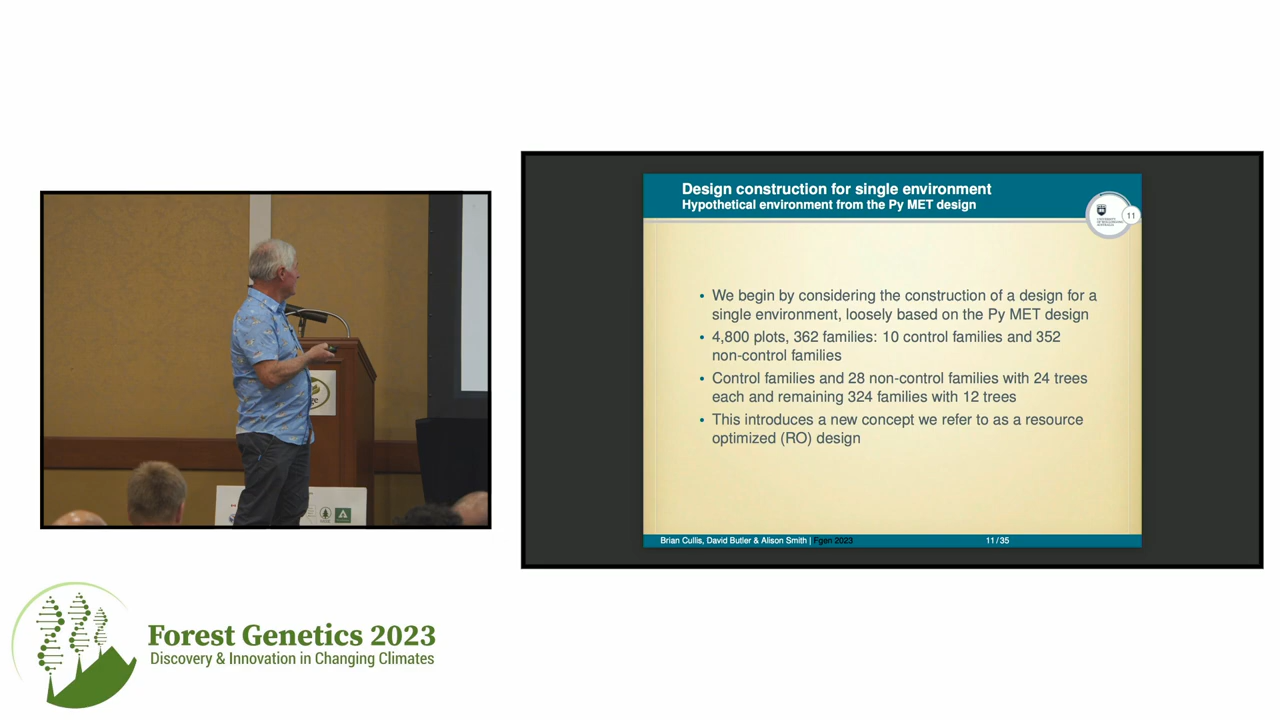 Design construction for single environment
Hypothetical environment from the Py MET design
11
• We begin by considering the construction of a design for a
single environment, loosely based on the Py MET design
• 4,800 plots, 362 families: 10 control families and 352
non-control families
• Control families and 28 non-control families with 24 trees
each and remaining 324 families with 12 trees
• This introduces a new concept we refer to as a resource
optimized (RO) design
Brian Cullis, David Butler & Alison Smith | Fgen 2023
11/35
Forest Genetics 2023
Discovery & Innovation in Changing Climates